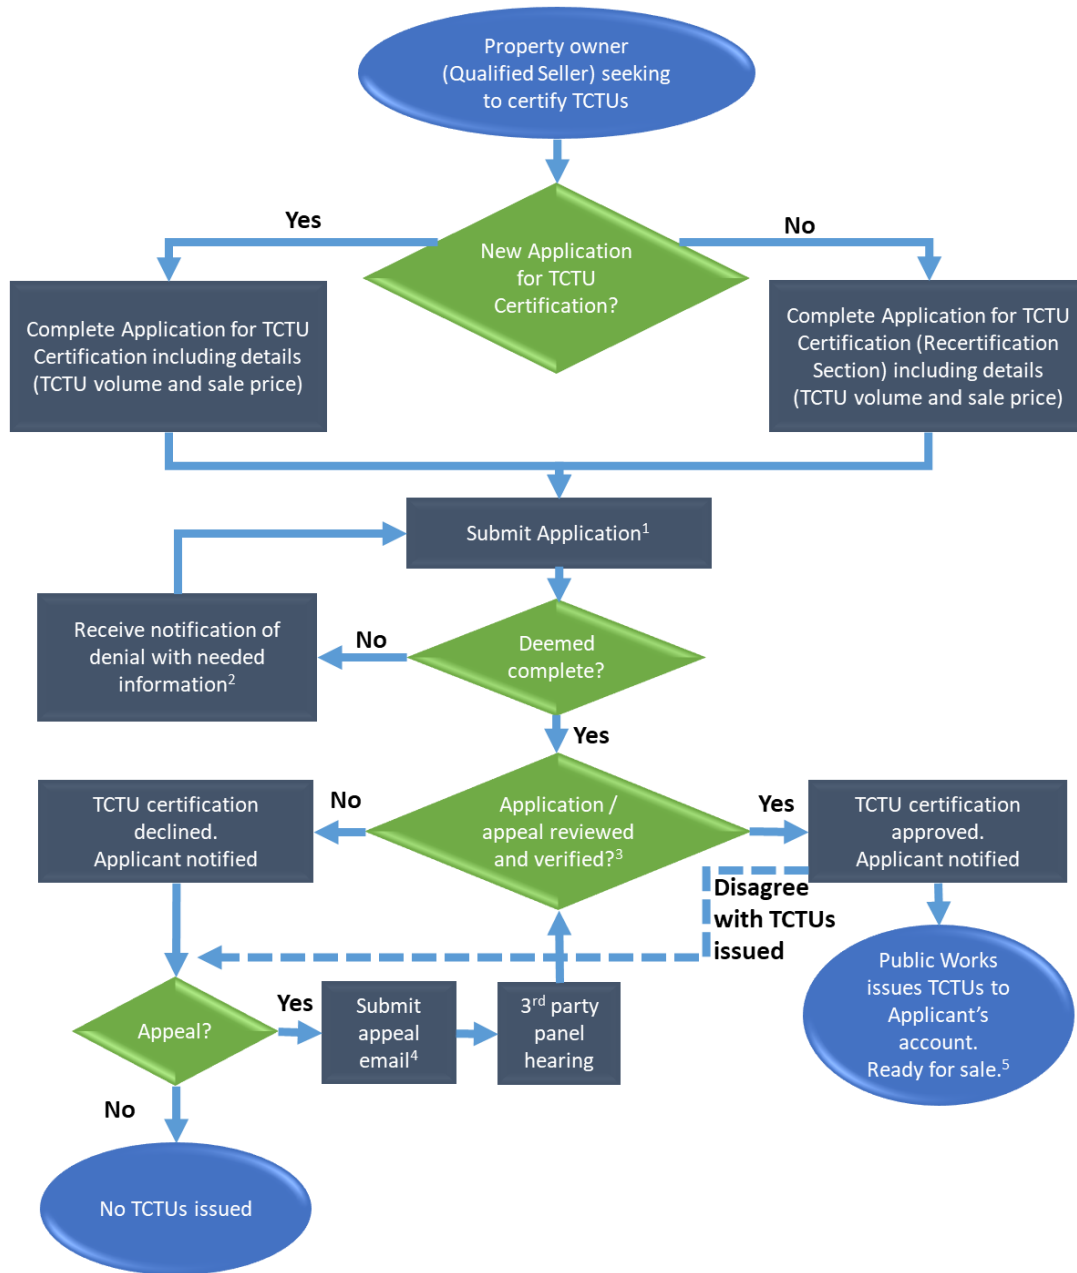 Property owner
(Qualified Seller) seeking
to certify TCTUs
Yes
No
New Application
for TCTU
Certification?
Complete Application for TCTU
Certification including details
(TCTU volume and sale price)
Complete Application for TCTU
Certification (Recertification
Section) including details
(TCTU volume and sale price)
Submit Application¹
Receive notification of
denial with needed
information²
No
Deemed
complete?
Yes
TCTU certification
declined.
Applicant notified
No
Application /
appeal reviewed
and verified?³
Yes
TCTU certification
approved.
Applicant notified
Disagree
with TCTUs
issued
Appeal?
Yes
Submit
appeal
email⁴
3rd party
panel
hearing
Public Works
issues TCTUs to
Applicant's
account.
Ready for sale.⁵
No
No TCTUs issued